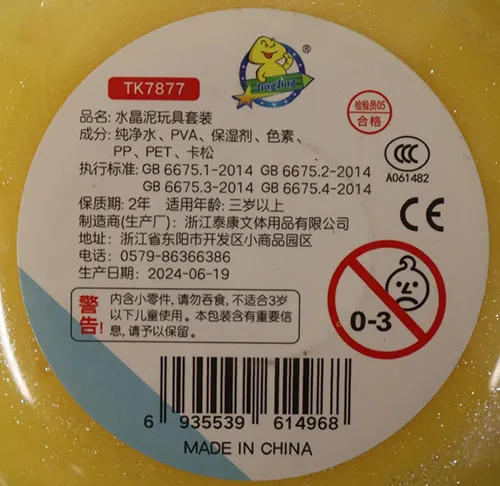 TK7877
®
品名: 水晶泥玩具套装
成分: 纯净水、PVA、保湿剂、色素、
PP、PET、卡松
检验员05
合格
CCC
A061482
执行标准: GB 6675.1-2014 GB 6675.2-2014
GB 6675.3-2014 GB 6675.4-2014
保质期: 2年 适用年龄: 三岁以上
制造商(生产厂): 浙江泰康文体用品有限公司
地址: 浙江省东阳市开发区小商品园区
电话: 0579-86366386
生产日期: 2024-06-19
CE
警告!
内含小零件, 请勿吞食, 不适合3岁
以下儿童使用。本包装含有重要信
息, 请予以保留。
0-3
6 935539 614968
MADE IN CHINA